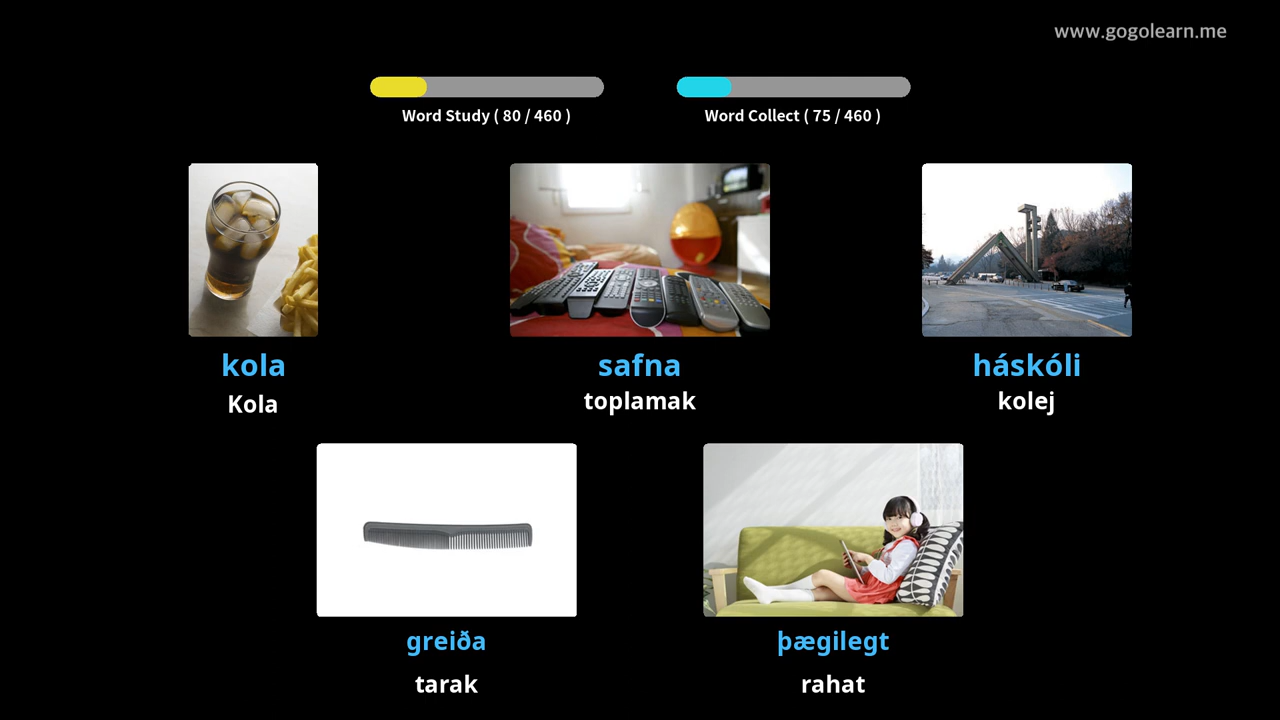 www.gogolearn.me
Word Study ( 80 / 460 )
Word Collect ( 75 / 460 )
kola
Kola
safna
toplamak
háskóli
kolej
greiða
tarak
þægilegt
rahat